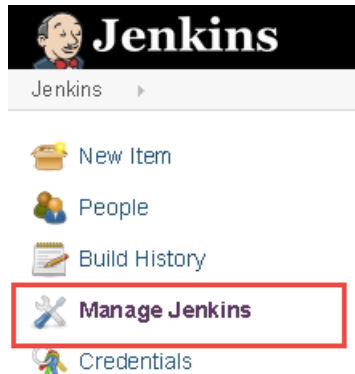 Jenkins
Jenkins
New Item
People
Build History
Manage Jenkins
Credentials